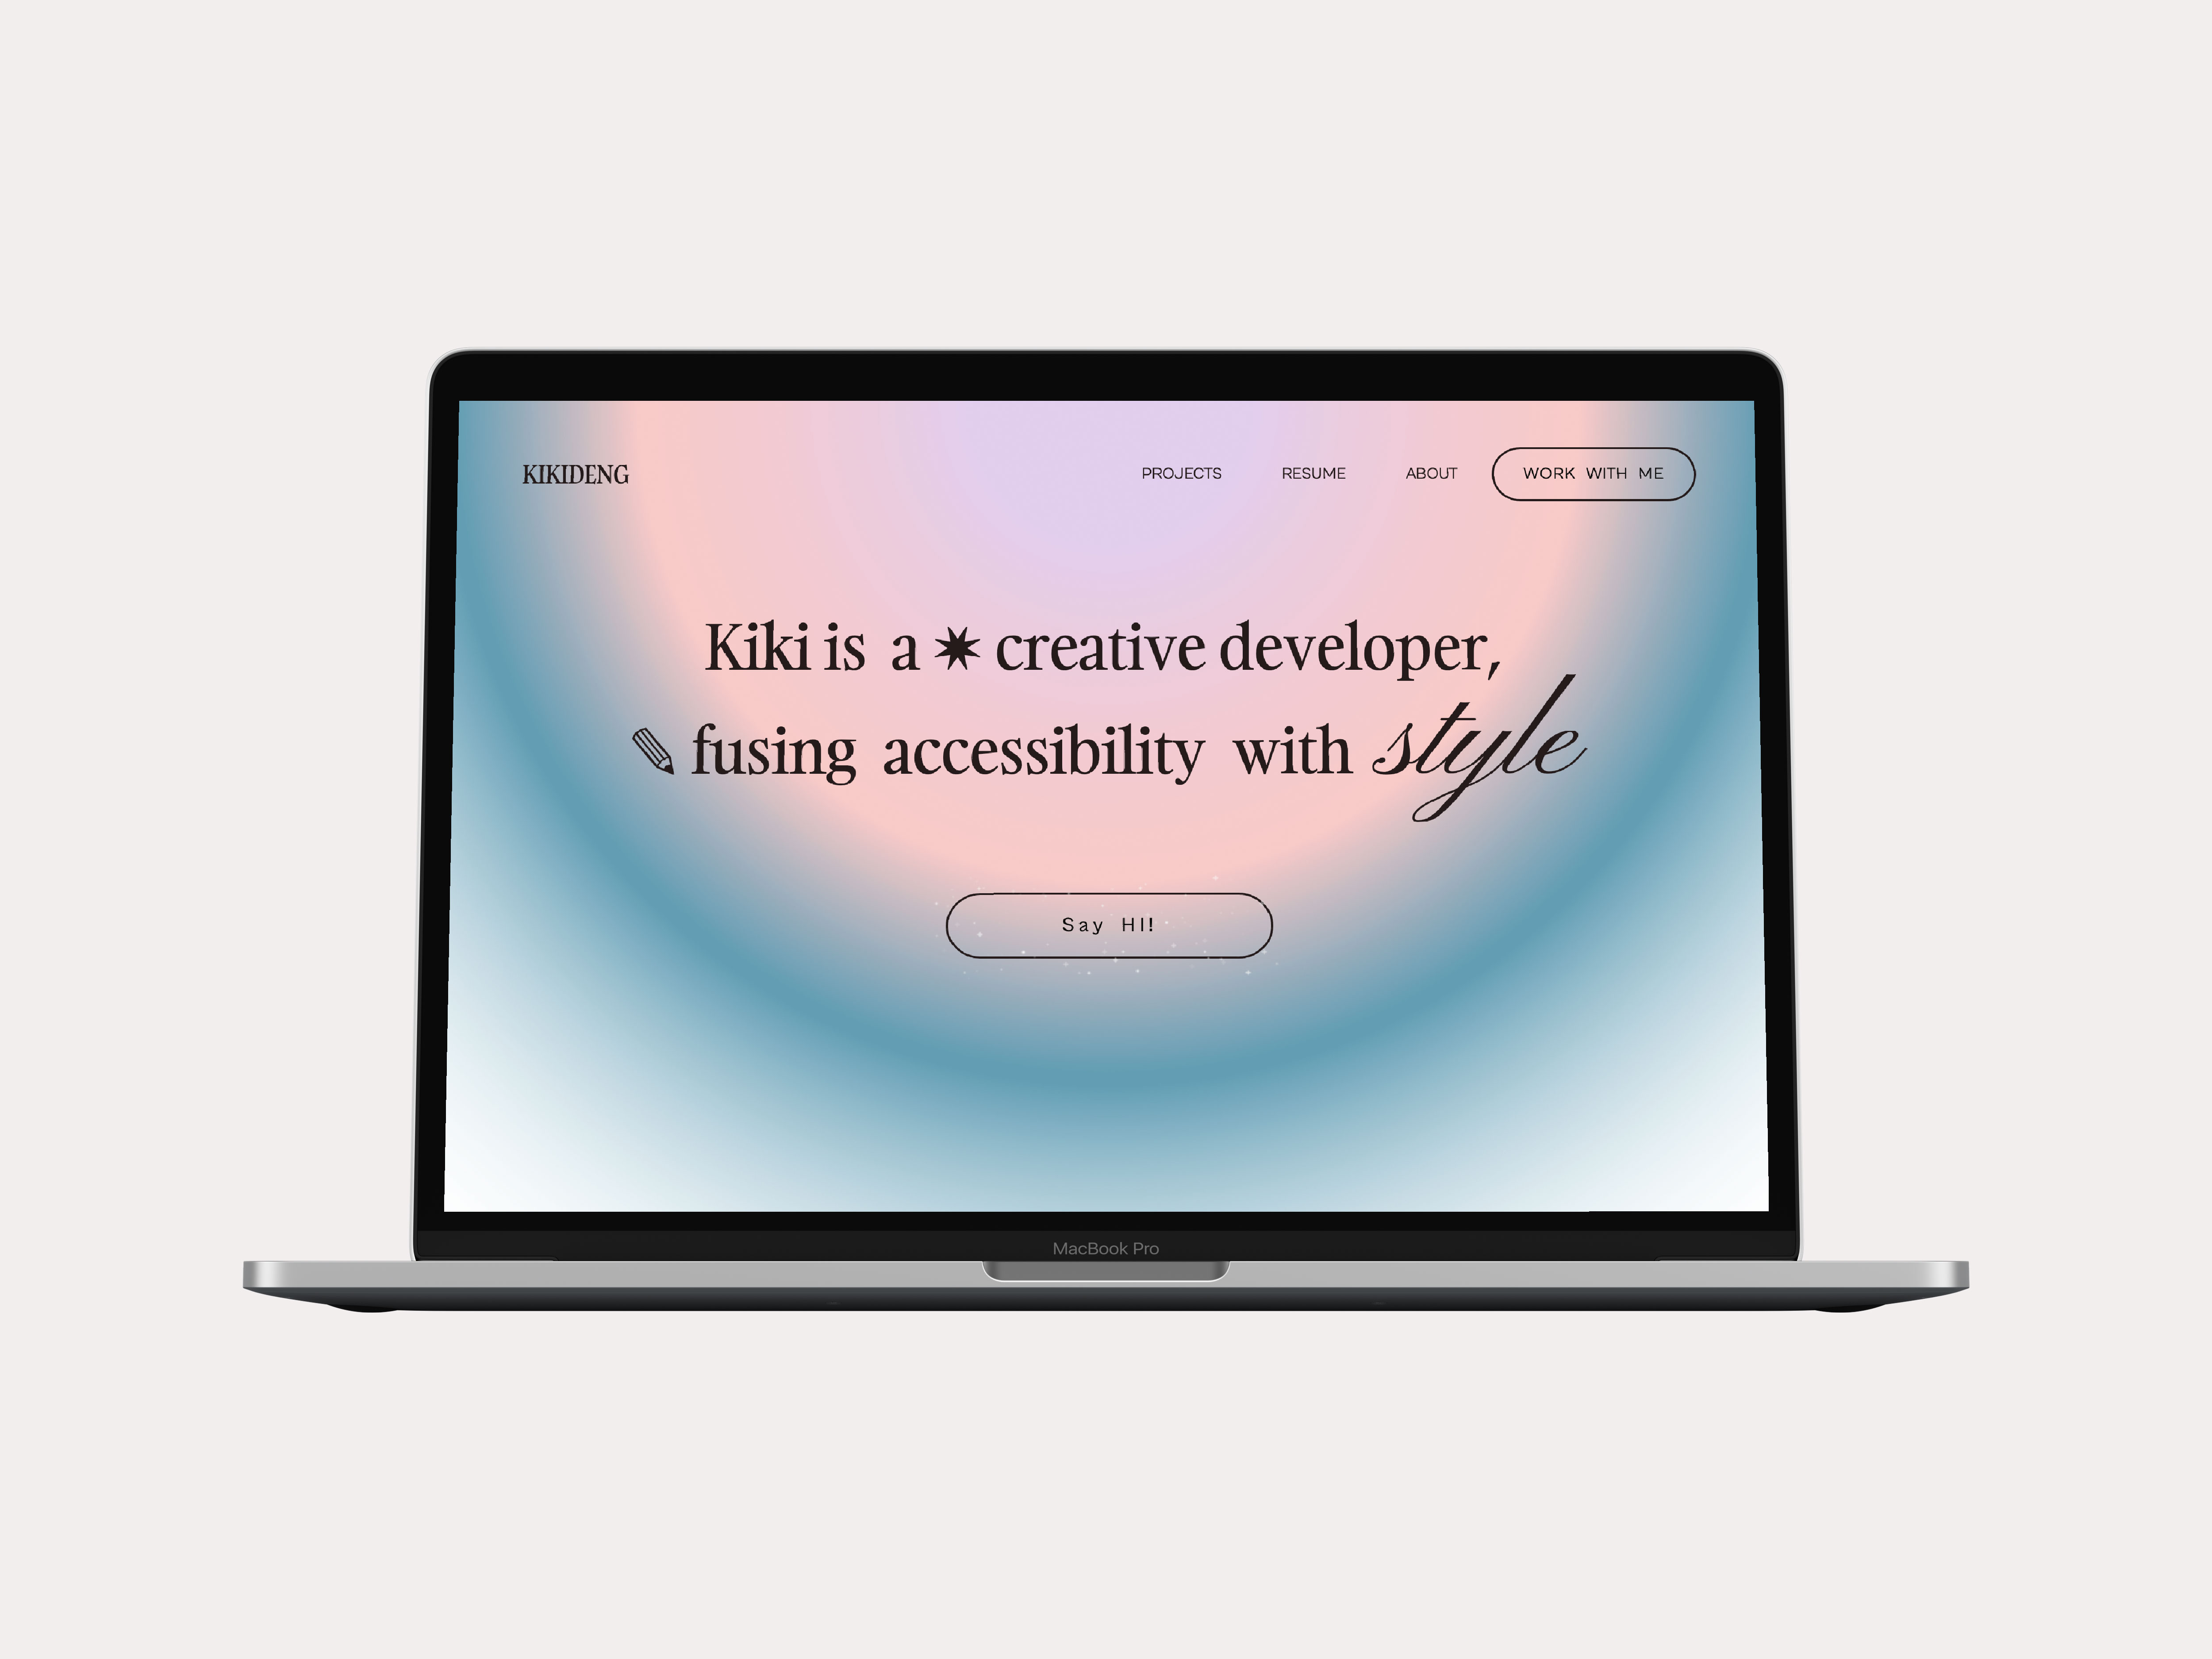 KIKIDENG
PROJECTS RESUME ABOUT WORK WITH ME
Kiki is a ✷ creative developer,
✏ fusing accessibility with style
Say HI!
MacBook Pro